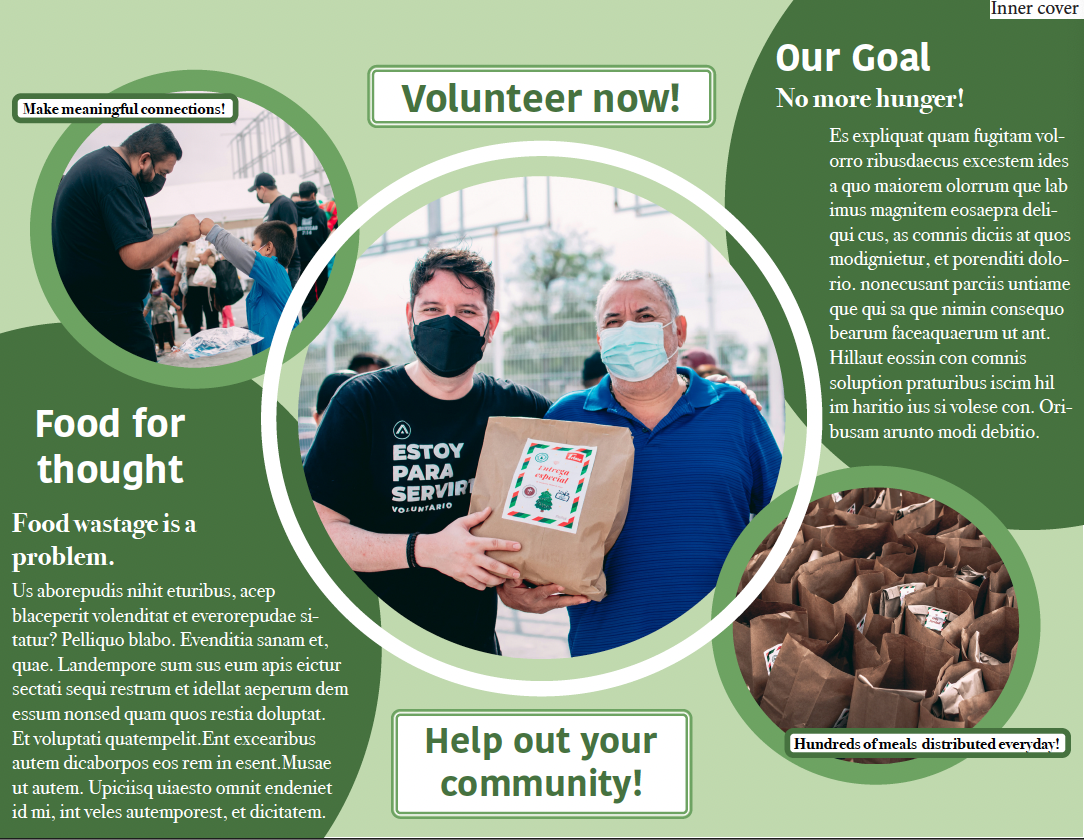 Inner cover
Make meaningful connections!
Volunteer now!
Our Goal
No more hunger!
Es expliquat quam fugitam vol-
orro ribusdaecus excestem ides
a quo maiorem olorrum que lab
imus magnitem eosaepra deli-
qui cus, as comnis diciis at quos
modignietur, et porenditi dolo-
rio. nonecusant parciis untiame
que qui sa que nimin consequo
bearum faceaquaerum ut ant.
Hillaut eossin con comnis
soluption praturibus iscim hil
im haritio ius si volese con. Ori-
busam arunto modi debitio.
ESTOY
PARA
SERVIRT
VOLUNTARIO
Entrega
especial
Food for
thought
Food wastage is a
problem.
Us aborepudis nihit eturibus, acep
blaceperit volenditat et everorepudae si-
tatur? Pelliquo blabo. Evenditia sanam et,
quae. Landempore sum sus eum apis eictur
sectati sequi restrum et idellat aeperum dem
essum nonsed quam quos restia doluptat.
Et voluptati quatempelit.Ent excearibus
autem dicaborpos eos rem in esent.Musae
ut autem. Upiciisq uiaesto omnit endeniet
id mi, int veles autemporest, et dicitatem.
Help out your
community!
Hundreds of meals distributed everyday!